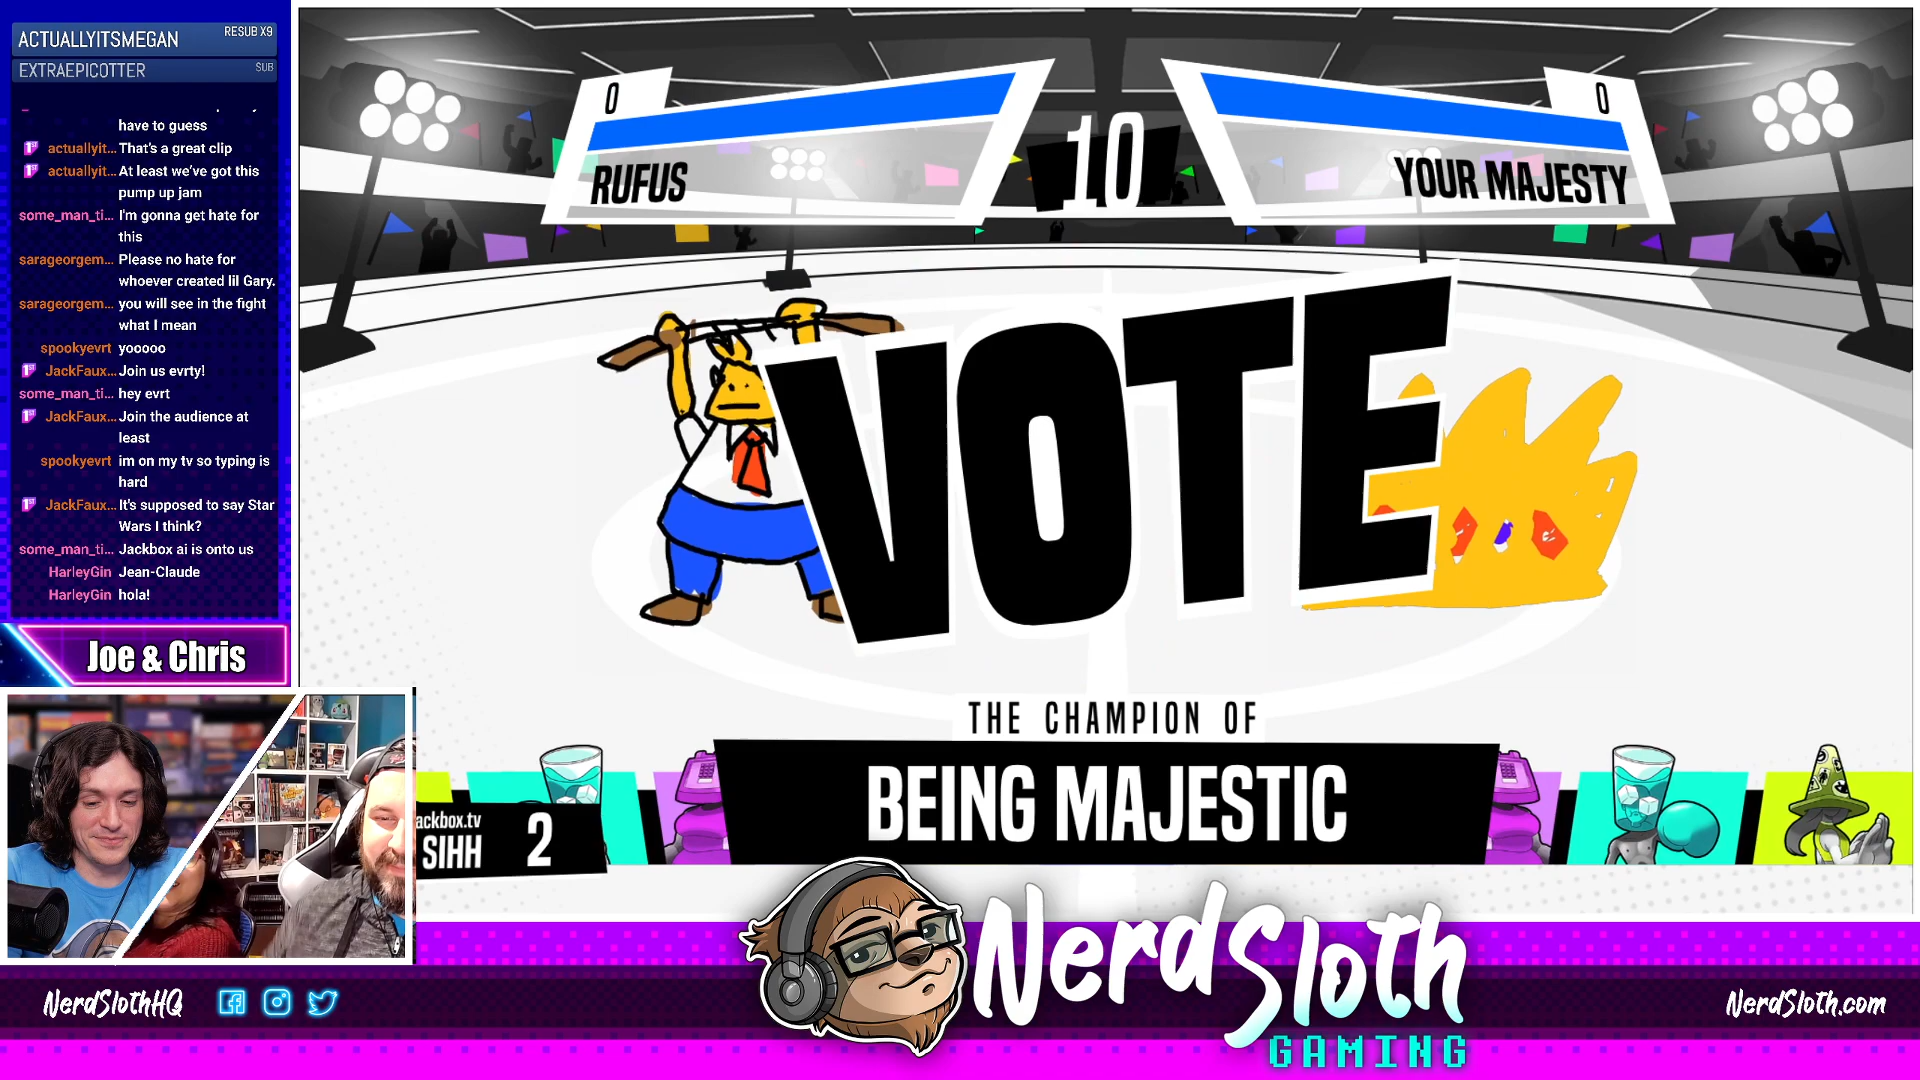 ACTUALLYITSMEGAN RESUB X9
EXTRAEPICOTTER SUB
have to guess
actuallyit... That's a great clip
actuallyit... At least we've got this
pump up jam
some_man_ti... I'm gonna get hate for
this
sarageorgem... Please no hate for
whoever created lil Gary.
sarageorgem... you will see in the fight
what I mean
spookyevrt yooooo
JackFaux... Join us evrty!
some_man_ti... hey evrt
JackFaux... Join the audience at
least
spookyevrt im on my tv so typing is
hard
JackFaux... It's supposed to say Star
Wars I think?
some_man_ti... Jackbox ai is onto us
HarleyGin Jean-Claude
HarleyGin hola!
Joe & Chris
0
RUFUS
10
0
YOUR MAJESTY
VOTE
THE CHAMPION OF
BEING MAJESTIC
ackbox.tv
SIHH 2
NerdSloth
GAMING
NerdSlothHQ
NerdSloth.com